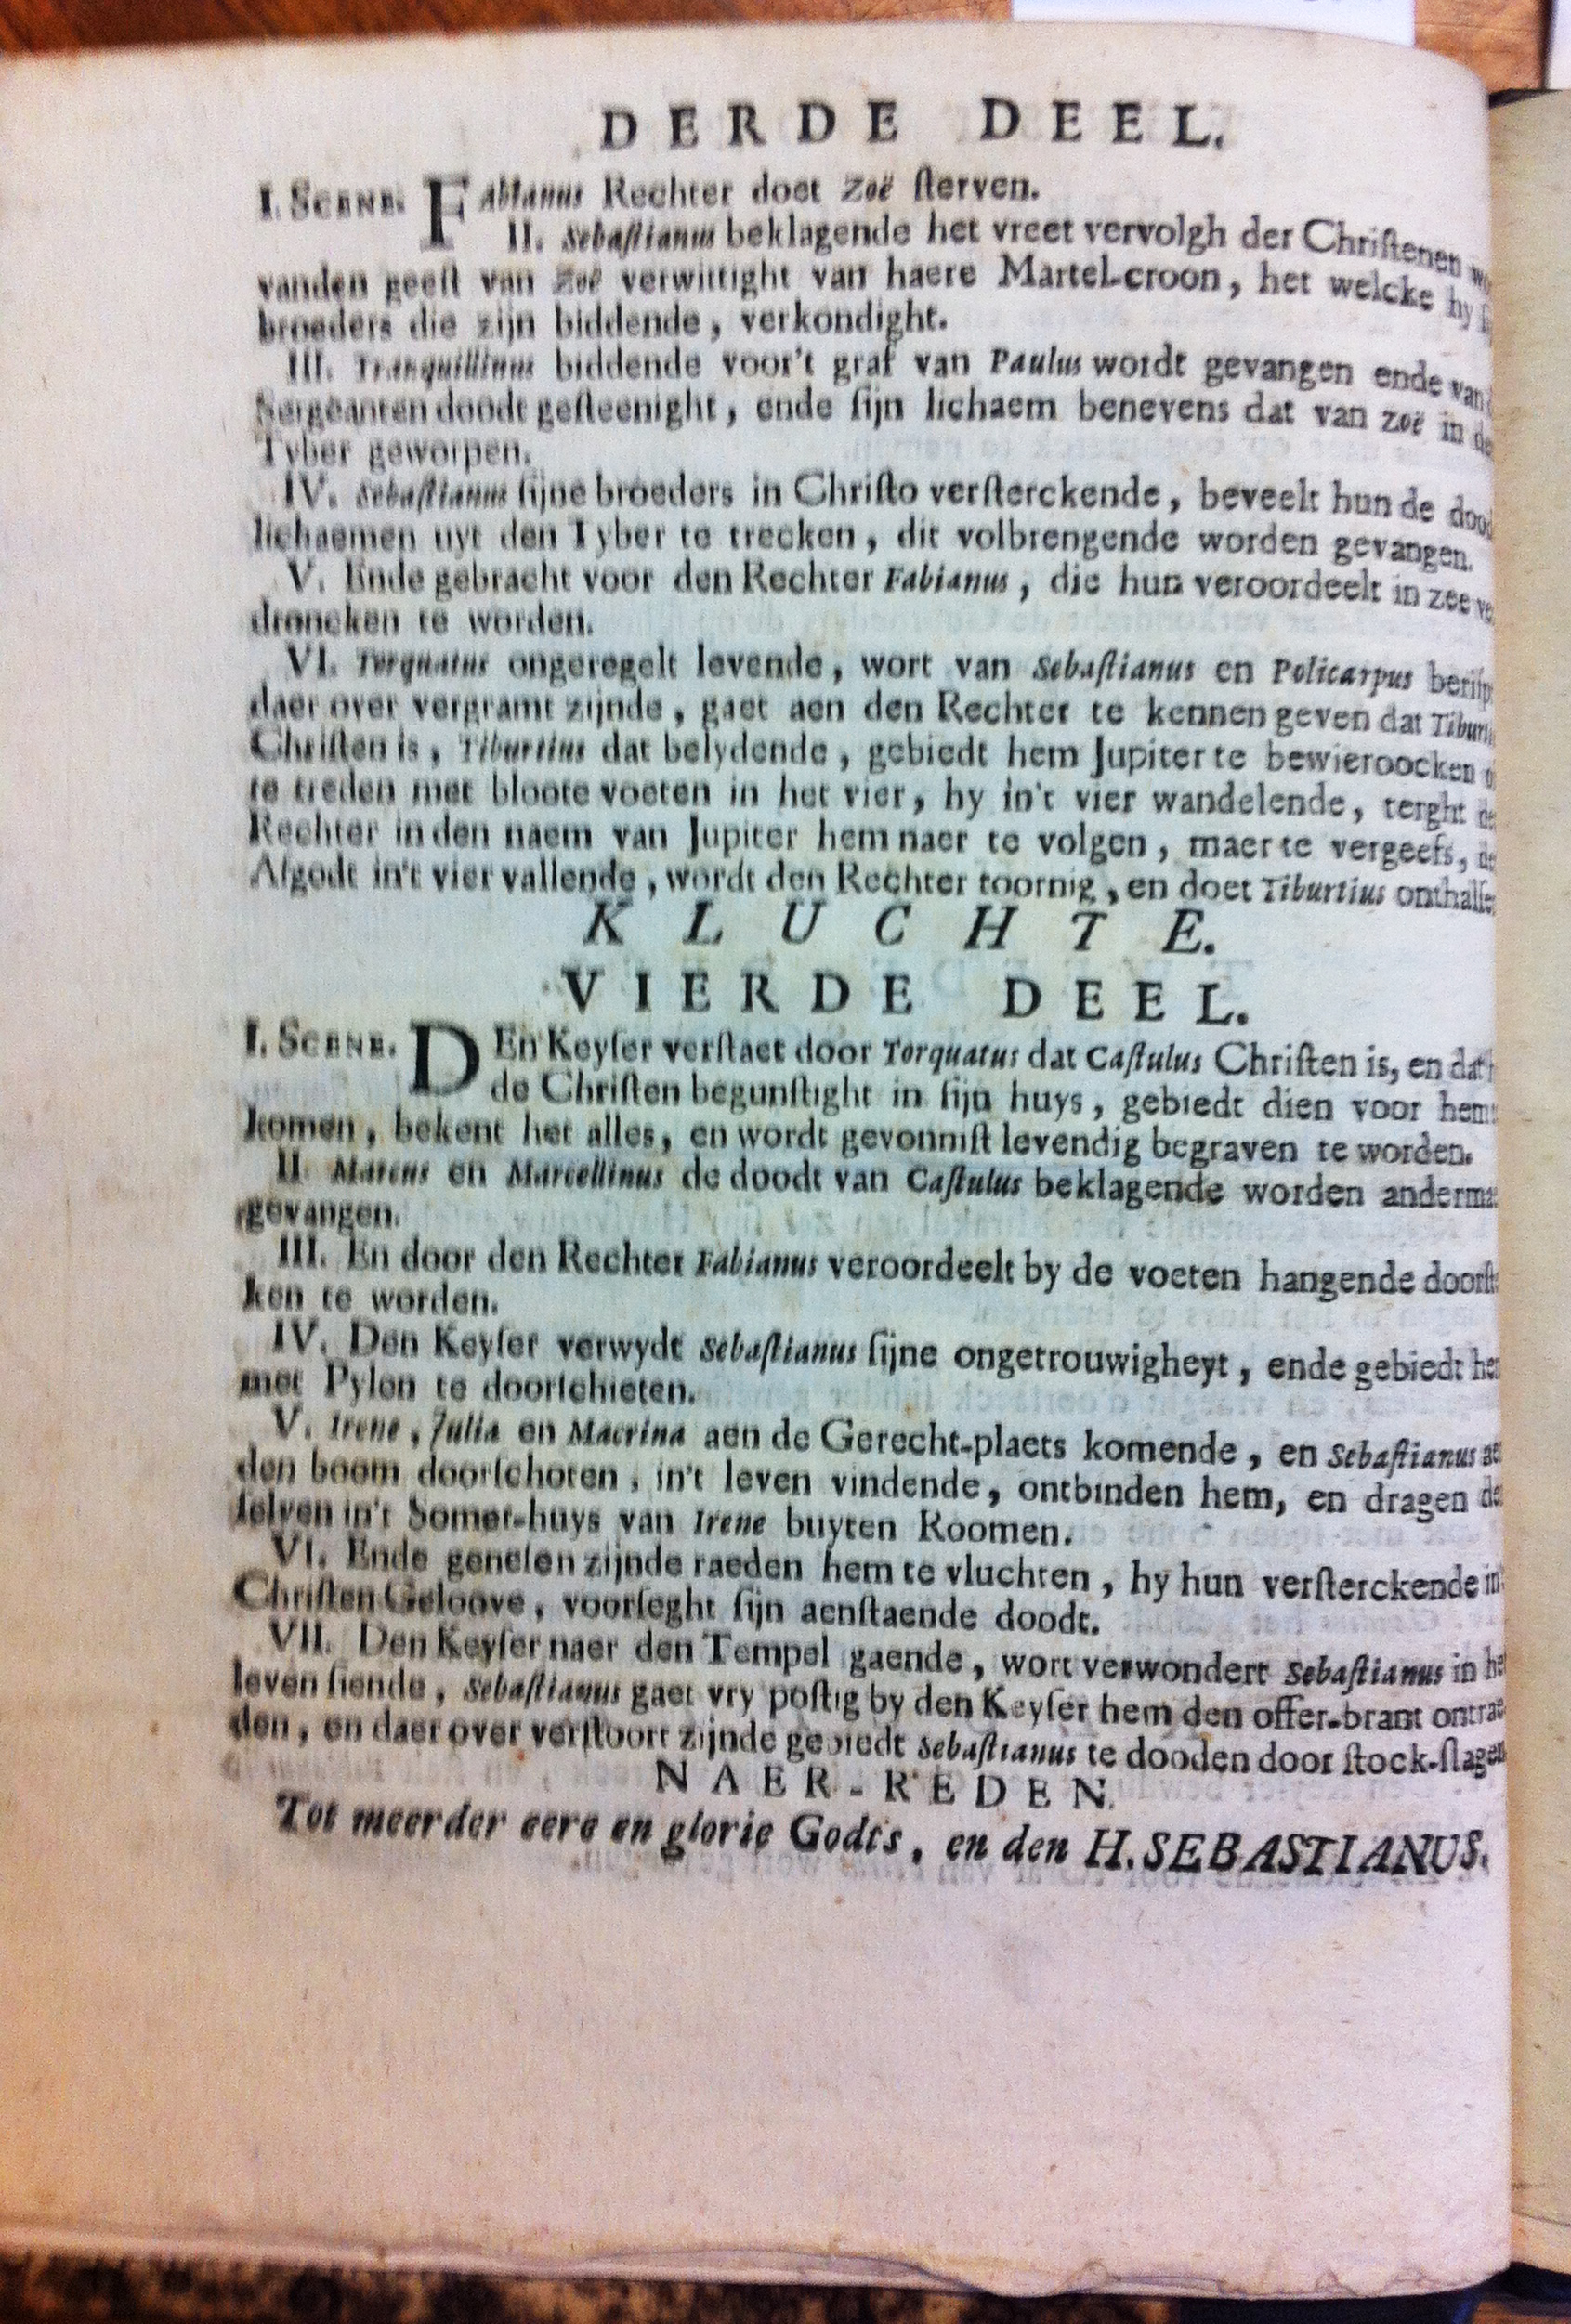 DERDE DEEL.
I. SCENE. FAbianus Rechter doet Zoë ſterven.
II. Sebaſtianus beklagende het vreet vervolgh der Chriſtenen
vanden geeſt van Zoë verwittight van haere Martel-croon, het welcke hy
broeders die zijn biddende, verkondight.
III. Tranquillinus biddende voor't graf van Paulus wordt gevangen ende van
Sergeanten doodt geſteenight, ende ſijn lichaem benevens dat van Zoë in de
Tyber geworpen.
IV. Sebaſtianus ſijne broeders in Chriſto verſterckende, beveelt hun de
lichaemen uyt den Tyber te trecken, dit volbrengende worden gevangen.
V. Ende gebracht voor den Rechter Fabianus, die hun veroordeelt in zee
droncken te worden.
VI. Torquatus ongeregelt levende, wort van Sebaſtianus en Policarpus
daer over vergramt zijnde, gaet aen den Rechter te kennen geven dat
Chriſten is, Tiburtius dat belydende, gebiedt hem Jupiter te bewieroocken
te treden met bloote voeten in het vier, hy in't vier wandelende, terght
Rechter in den naem van Jupiter hem naer te volgen, maer te vergeefs,
Afgodt in't vier vallende, wordt den Rechter toornig, en doet Tiburtius
KLUCHTE.
VIERDE DEEL.
I. SCENE. DEn Keyſer verſtaet door Torquatus dat Caſtulus Chriſten is, en dat
de Chriſten begunſtight in ſijn huys, gebiedt dien voor hem
komen, bekent het alles, en wordt gevonniſt levendig begraven te worden.
II Marcus en Marcellinus de doodt van Caſtulus beklagende worden
gevangen.
III. En door den Rechter Fabianus veroordeelt by de voeten hangende
ken te worden.
IV. Den Keyſer verwydt Sebaſtianus ſijne ongetrouwigheyt, ende gebiedt
met Pylen te doorſchieten.
V. Irene, Julia en Macrina aen de Gerecht-plaets komende, en Sebaſtianus
den boom doorſchoten, in't leven vindende, ontbinden hem, en dragen
ſelven in't Somer-huys van Irene buyten Roomen.
VI. Ende geneſen zijnde raeden hem te vluchten, hy hun verſterckende
Chriſten Geloove, voorſeght ſijn aenſtaende doodt.
VII. Den Keyſer naer den Tempel gaende, wort verwondert Sebaſtianus in
leven ſiende, Sebaſtianus gaet vry poſtig by den Keyſer hem den offer-brant ontrae
den, en daer over verſtoort zijnde gebiedt Sebaſtianus te dooden door ſtock-ſlagen
NAER-REDEN.
Tot meerder eere en glorie Godts, en den H. SEBASTIANUS.